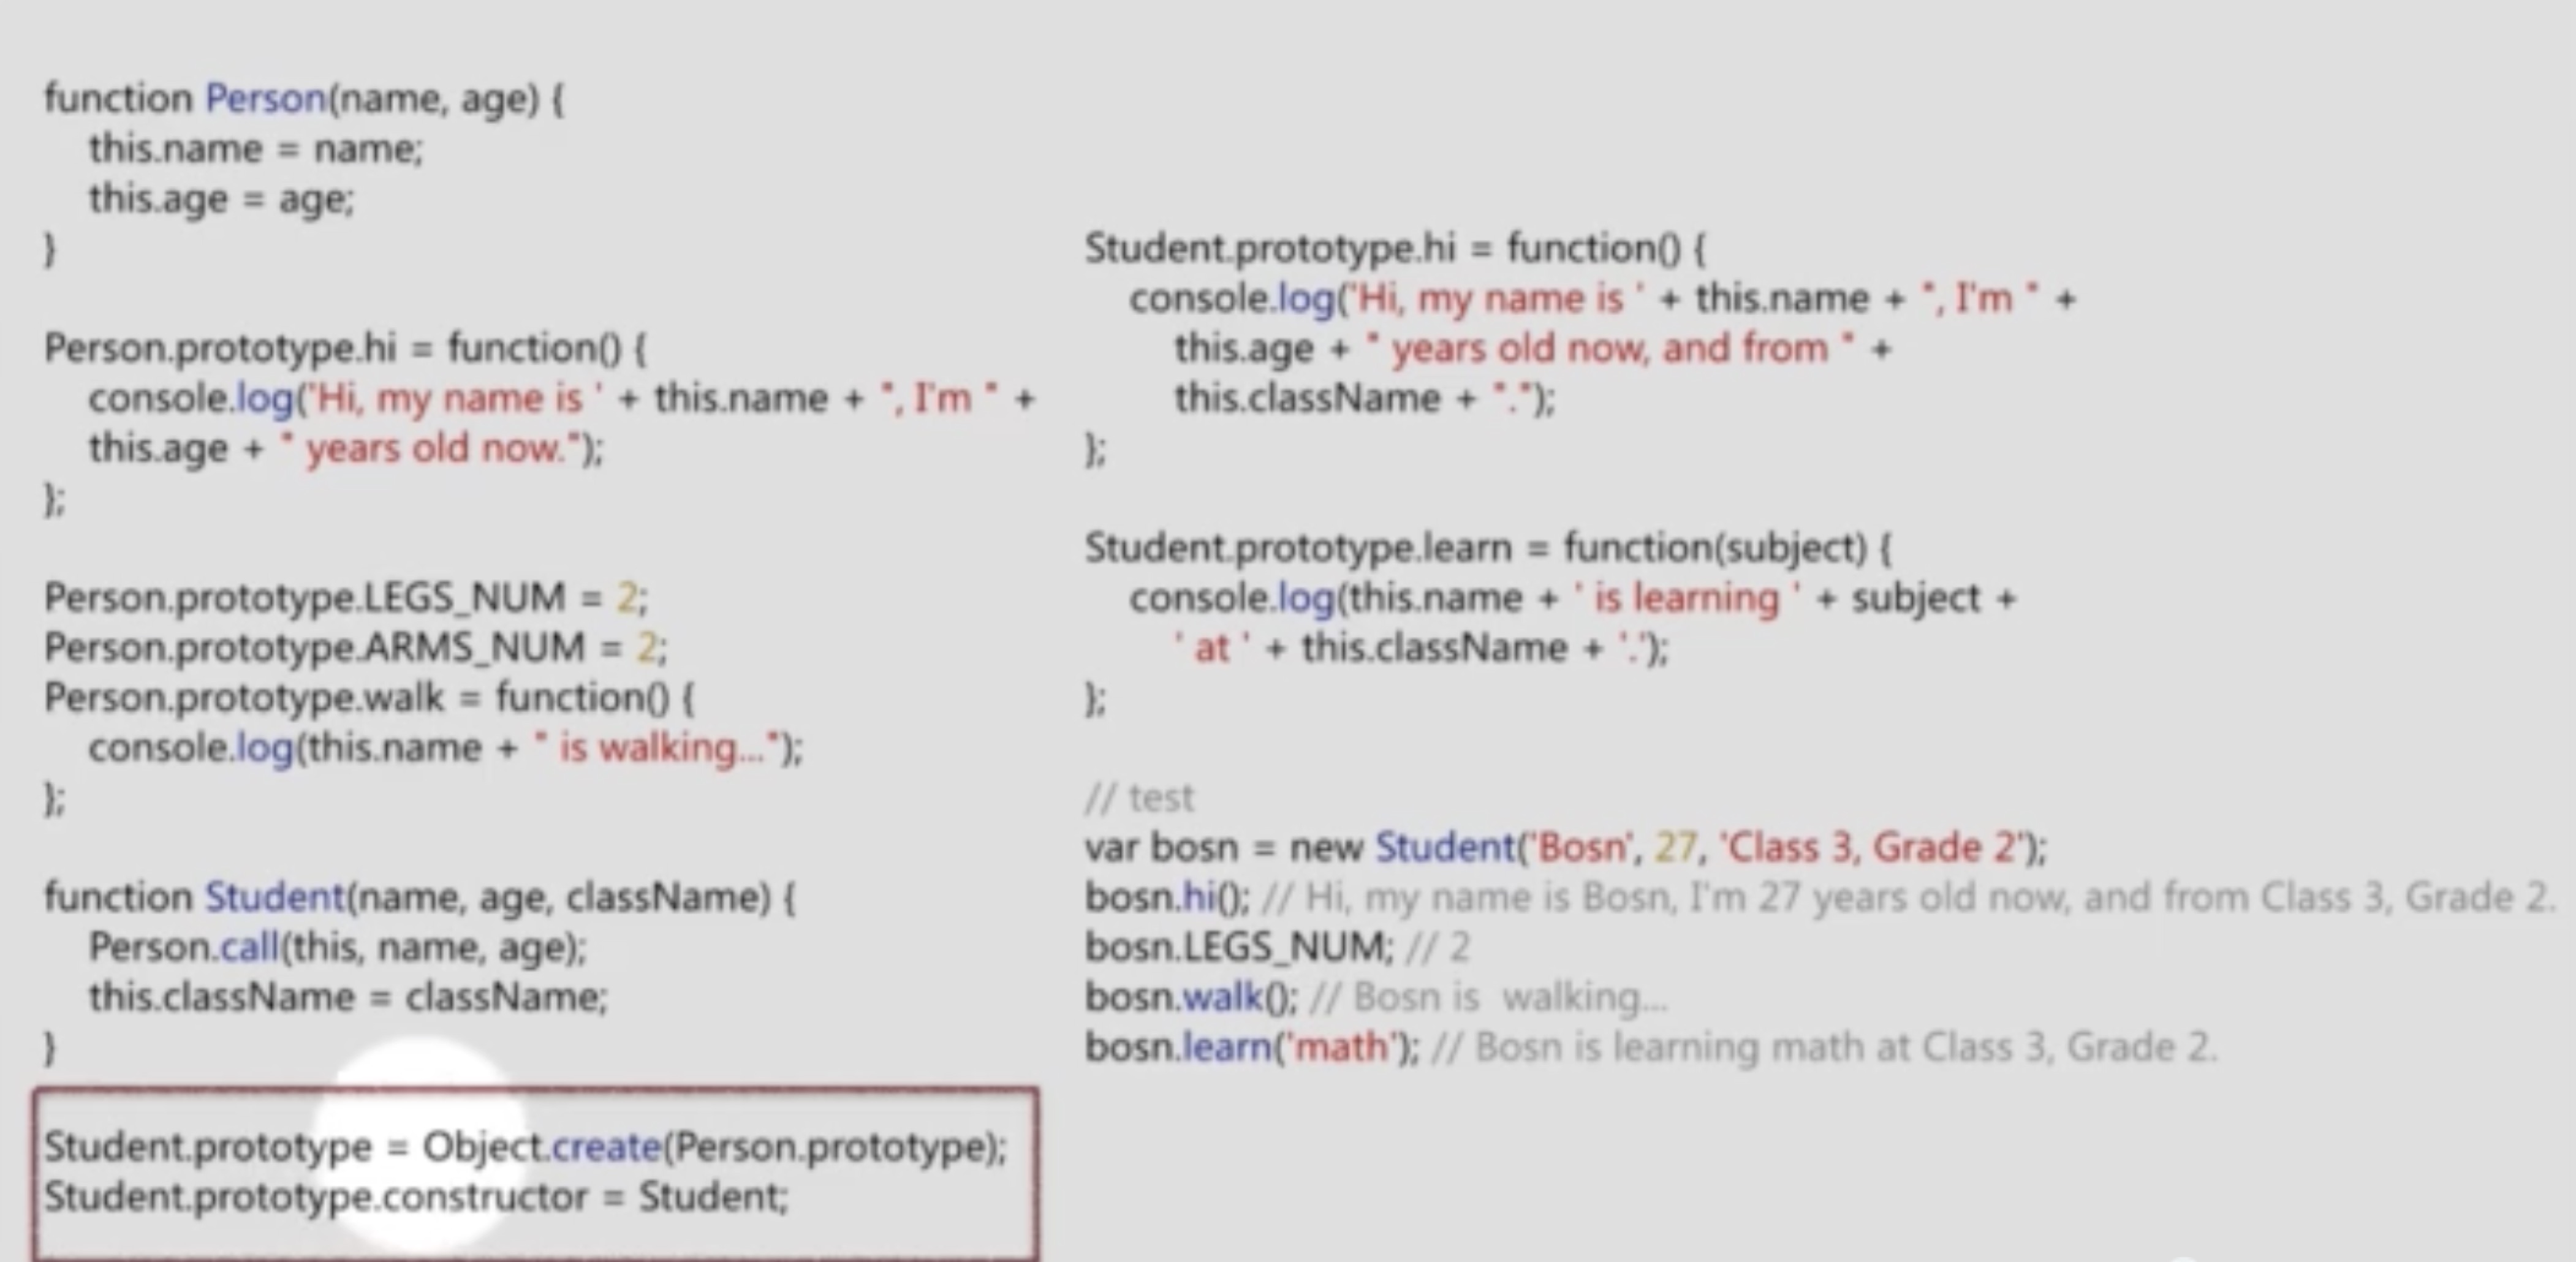 function Person(name, age) {
this.name = name;
this.age = age;
}
Person.prototype.hi = function() {
console.log('Hi, my name is ' + this.name + ", I'm " +
this.age + " years old now.");
};
Person.prototype.LEGS_NUM = 2;
Person.prototype.ARMS_NUM = 2;
Person.prototype.walk = function() {
console.log(this.name + " is walking...");
};
function Student(name, age, className) {
Person.call(this, name, age);
this.className = className;
}
Student.prototype = Object.create(Person.prototype);
Student.prototype.constructor = Student;
Student.prototype.hi = function() {
console.log('Hi, my name is ' + this.name + ", I'm " +
this.age + " years old now, and from " +
this.className + ".");
};
Student.prototype.learn = function(subject) {
console.log(this.name + ' is learning ' + subject +
' at ' + this.className + '.');
};
// test
var bosn = new Student('Bosn', 27, 'Class 3, Grade 2');
bosn.hi(); // Hi, my name is Bosn, I'm 27 years old now, and from Class 3, Grade 2.
bosn.LEGS_NUM; // 2
bosn.walk(); // Bosn is  walking...
bosn.learn('math'); // Bosn is learning math at Class 3, Grade 2.